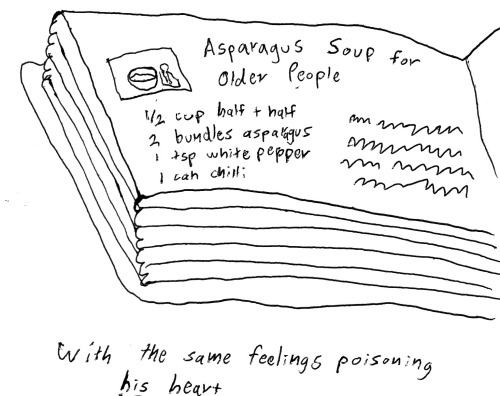 Asparagus Soup for
Older People
1/2 cup half + half
2 bundles asparagus
1 tsp white pepper
1 can chilli
With the same feelings poisoning
his heart